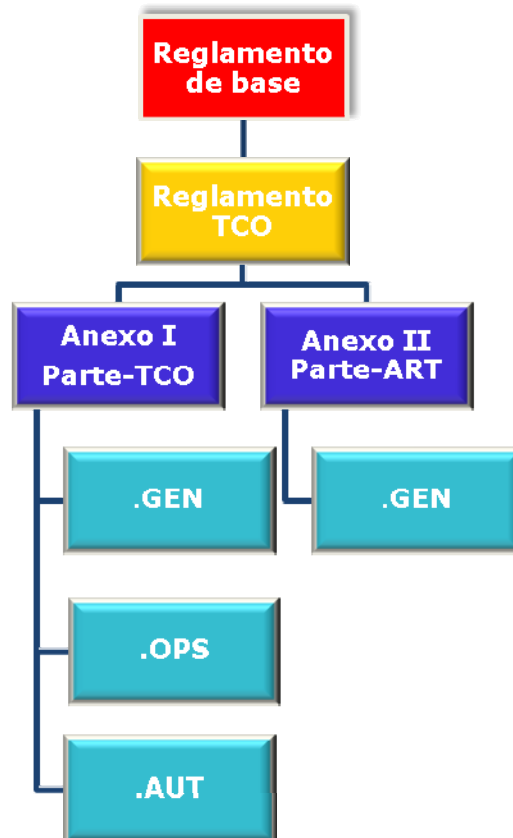 Reglamento
de base
Reglamento
TCO
Anexo I
Parte-TCO
Anexo II
Parte-ART
.GEN
.GEN
.OPS
.AUT